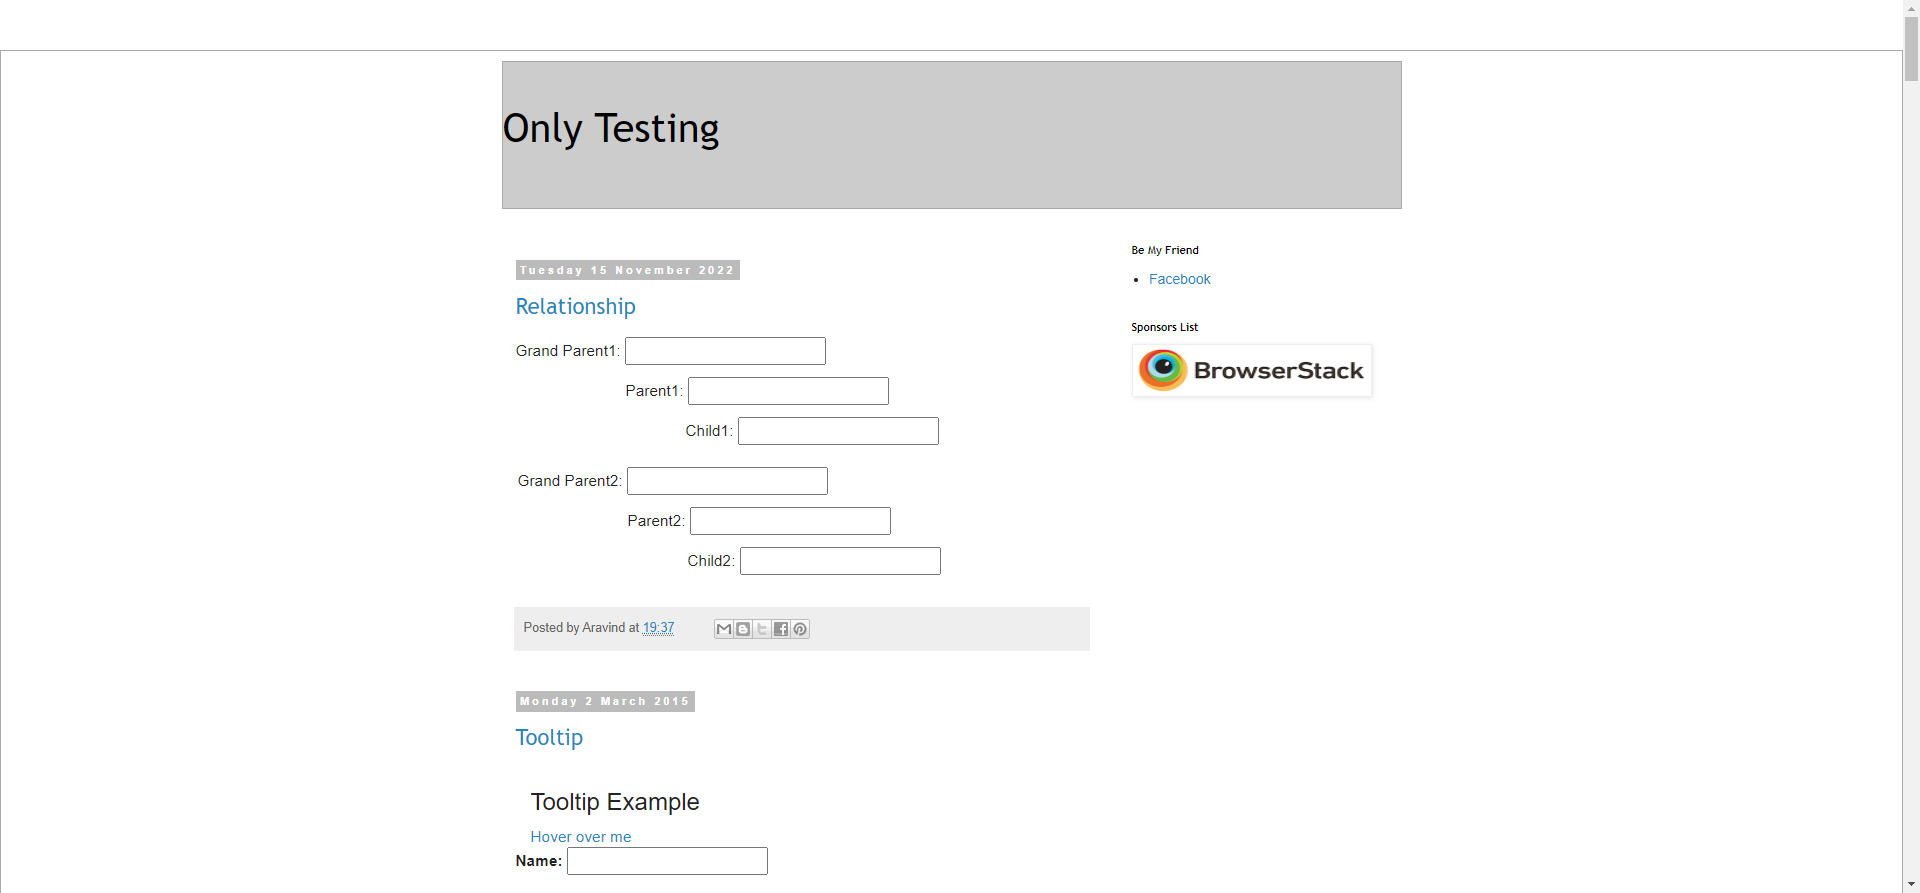 Only Testing
Tuesday 15 November 2022
Relationship
Grand Parent1:
Parent1:
Child1:
Grand Parent2:
Parent2:
Child2:
Posted by Aravind at 19:37
Monday 2 March 2015
Tooltip
Tooltip Example
Hover over me
Name:
Be My Friend
Facebook
Sponsors List
BrowserStack